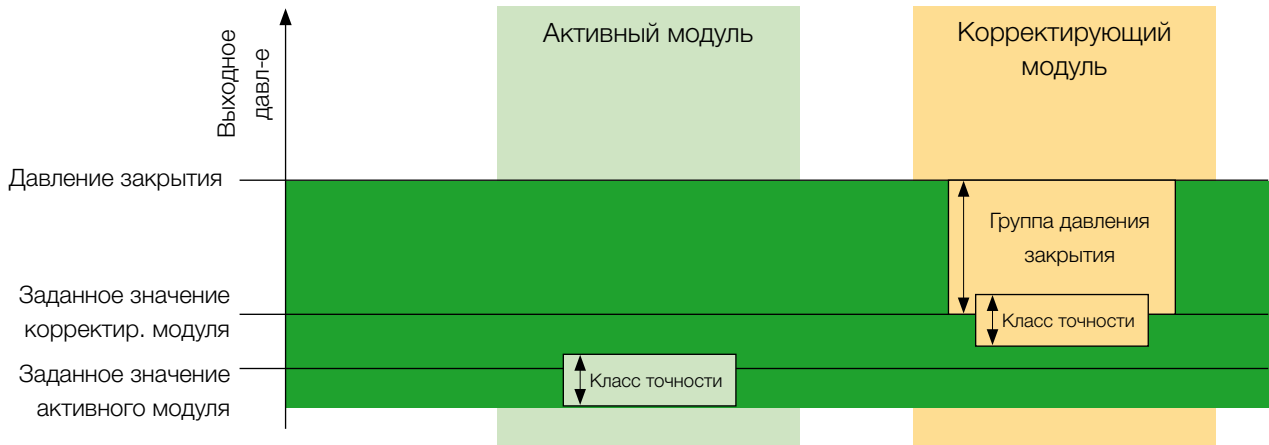 Выходное
давл-е
Активный модуль
Корректирующий
модуль
Давление закрытия
Группа давления
закрытия
Заданное значение
корректир. модуля
Класс точности
Заданное значение
активного модуля
Класс точности